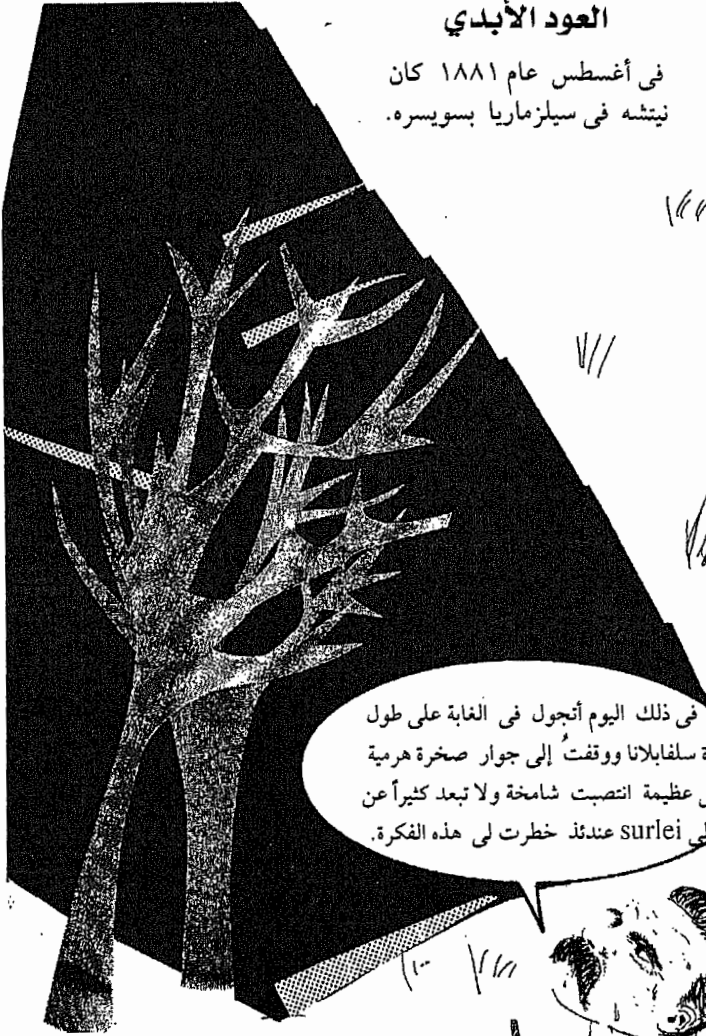 العود الأبدي
فى أغسطس عام ١٨٨١ كان
نيتشه فى سيلزماريا بسويسره.
فى ذلك اليوم أتجول فى الغابة على طول
سلفابلانا ووقفتُ إلى جوار صخرة هرمية
عظيمة انتصبت شامخة ولا تبعد كثيراً عن
surlei عندئذ خطرت لى هذه الفكرة.